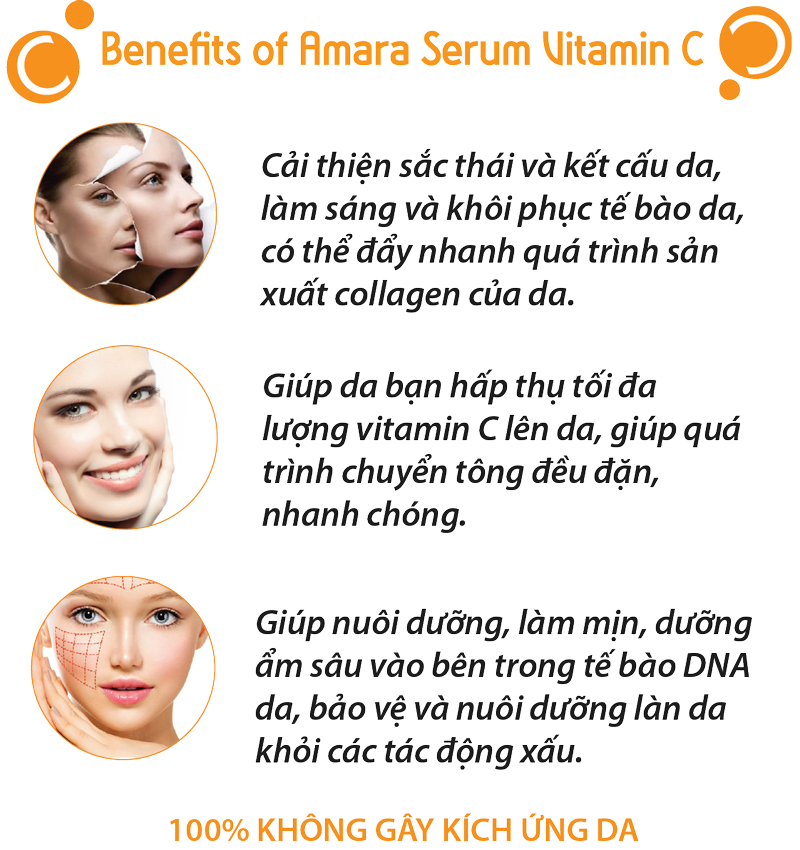 Benefits of Amara Serum Vitamin C
Cải thiện sắc thái và kết cấu da,
làm sáng và khôi phục tế bào da,
có thể đẩy nhanh quá trình sản
xuất collagen của da.
Giúp da bạn hấp thụ tối đa
lượng vitamin C lên da, giúp quá
trình chuyển tông đều đặn,
nhanh chóng.
Giúp nuôi dưỡng, làm mịn, dưỡng
ẩm sâu vào bên trong tế bào DNA
da, bảo vệ và nuôi dưỡng làn da
khỏi các tác động xấu.
100% KHÔNG GÂY KÍCH ỨNG DA